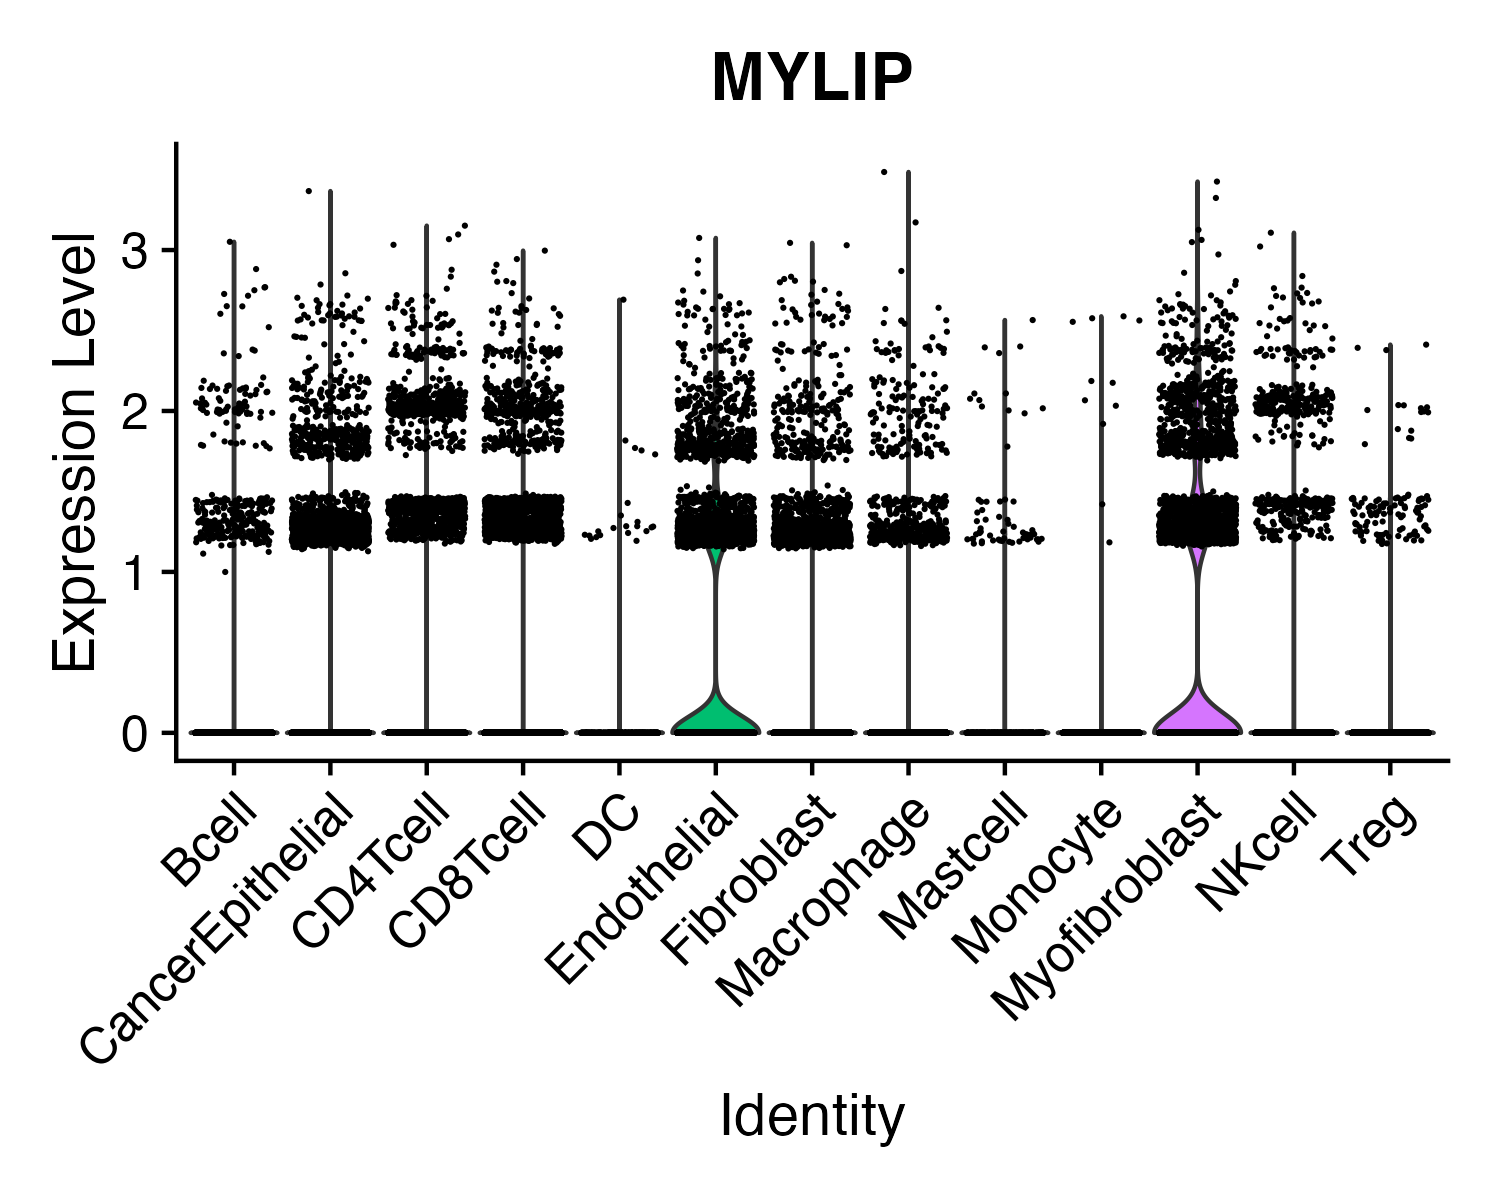 MYLIP
Expression Level
3
2
1
0
Bcell
CancerEpithelial
CD4Tcell
CD8Tcell
DC
Endothelial
Fibroblast
Macrophage
Mastcell
Monocyte
Myofibroblast
NKcell
Treg
Identity